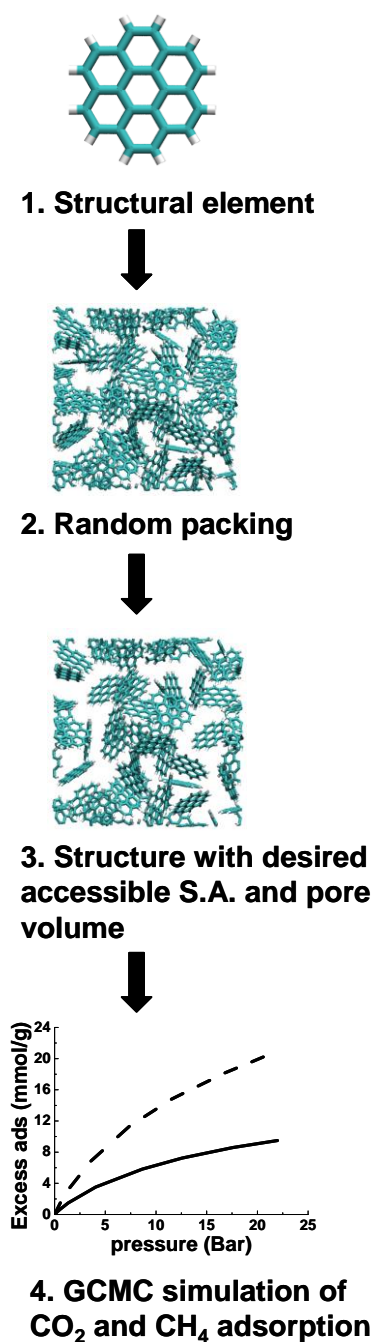 1. Structural element
2. Random packing
3. Structure with desired
accessible S.A. and pore
volume
24
20
16
12
8
4
0
Excess ads (mmol/g)
0 5 10 15 20 25
pressure (Bar)
4. GCMC simulation of
CO₂ and CH₄ adsorption